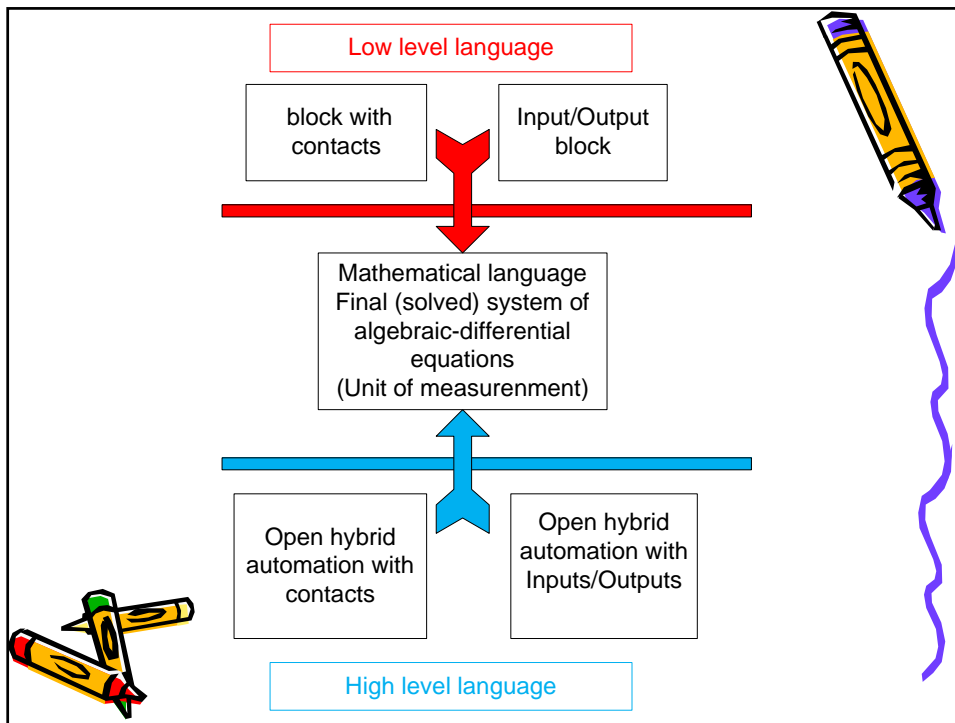 Low level language
block with
contacts
Input/Output
block
Mathematical language
Final (solved) system of
algebraic-differential
equations
(Unit of measurenment)
Open hybrid
automation with
contacts
Open hybrid
automation with
Inputs/Outputs
High level language